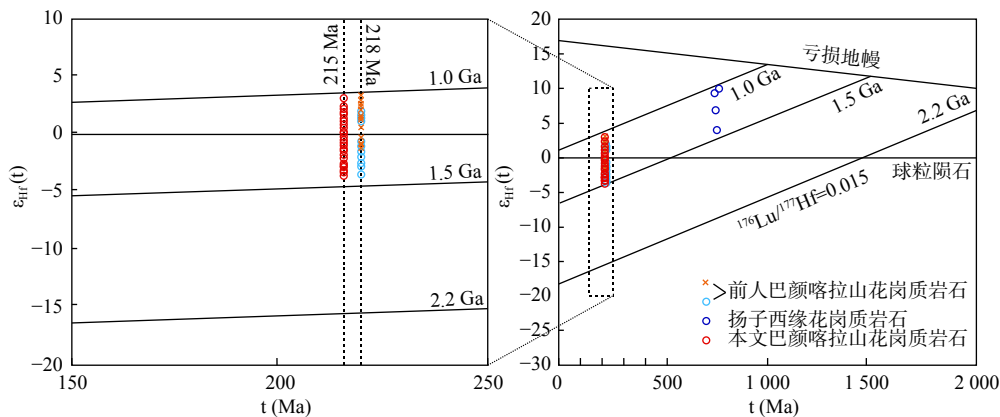 10
5
0
−5
−10
−15
−20
εHf(t)
215 Ma
218 Ma
1.0 Ga
1.5 Ga
2.2 Ga
150
200
250
t (Ma)
20
15
10
5
0
−5
−10
−15
−20
−25
−30
εHf(t)
亏损地幔
1.0 Ga
1.5 Ga
2.2 Ga
球粒陨石
¹⁷⁶Lu/¹⁷⁷Hf=0.015
前人巴颜喀拉山花岗质岩石
扬子西缘花岗质岩石
本文巴颜喀拉山花岗质岩石
0
500
1 000
1 500
2 000
t (Ma)